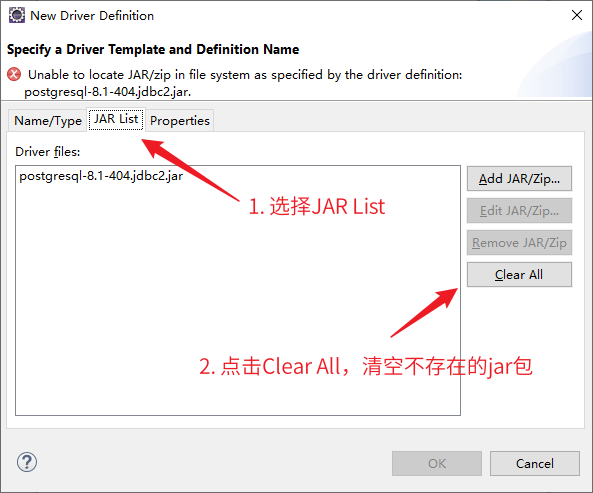 New Driver Definition
Specify a Driver Template and Definition Name
Unable to locate JAR/zip in file system as specified by the driver definition:
postgresql-8.1-404.jdbc2.jar.
Name/Type JAR List Properties
Driver files:
postgresql-8.1-404.jdbc2.jar
Add JAR/Zip...
1. 选择JAR List
Edit JAR/Zip...
Remove JAR/Zip
Clear All
2. 点击Clear All，清空不存在的jar包
?
OK Cancel